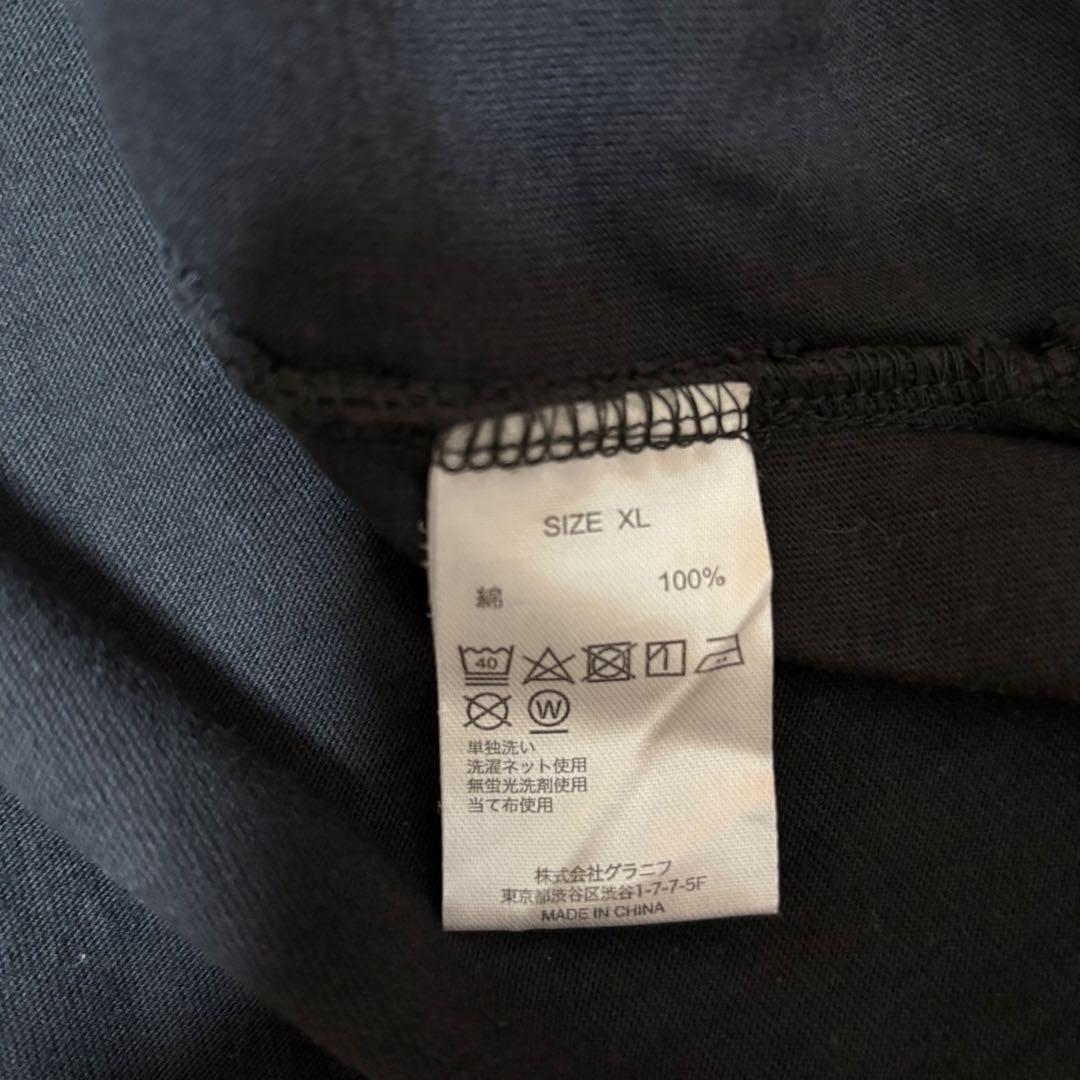 SIZE XL
綿 100%
40
W
単独洗い
洗濯ネット使用
無蛍光洗剤使用
当て布使用
株式会社グラニフ
東京都渋谷区渋谷1-7-7-5F
MADE IN CHINA